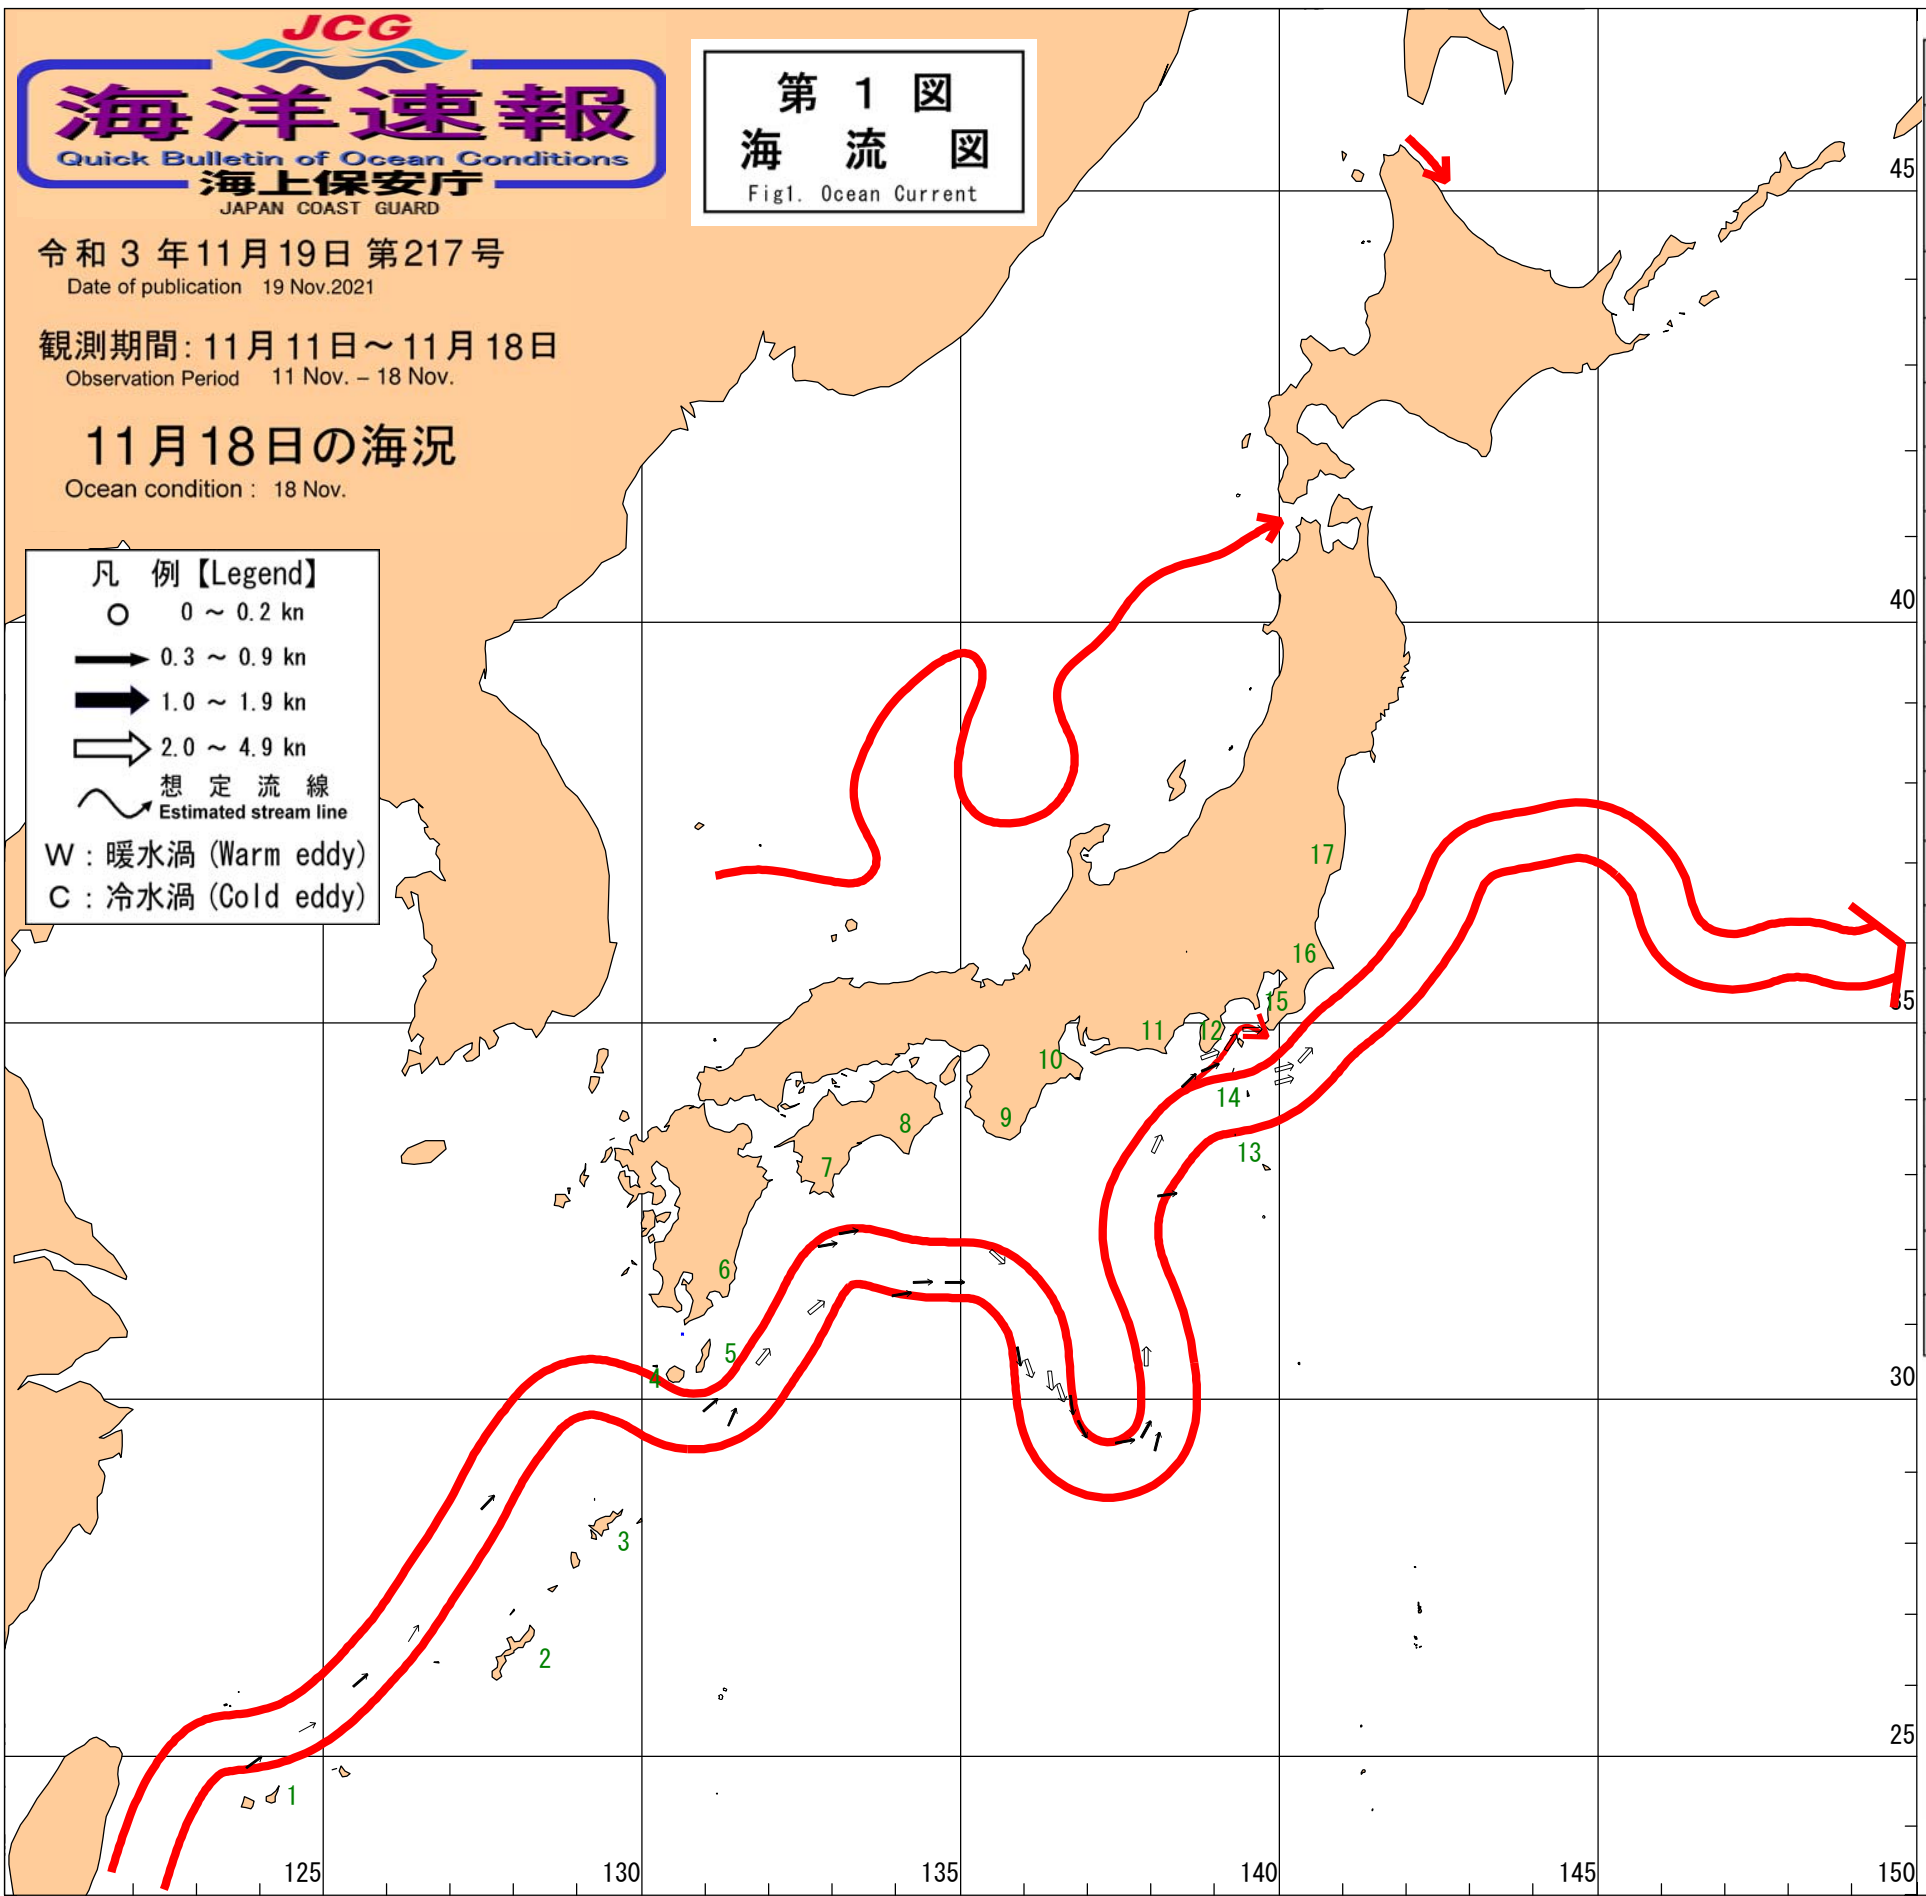 JCG
海洋速報
Quick Bulletin of Ocean Conditions
海上保安庁
JAPAN COAST GUARD
第 1 図
海 流 図
Fig1. Ocean Current
令和 3 年11月19日 第217号
Date of publication 19 Nov.2021
観測期間: 11月11日～11月18日
Observation Period 11 Nov. – 18 Nov.
11月18日の海況
Ocean condition : 18 Nov.
凡 例【Legend】
0 ～ 0.2 kn
0.3 ～ 0.9 kn
1.0 ～ 1.9 kn
2.0 ～ 4.9 kn
想 定 流 線
Estimated stream line
W : 暖水渦 (Warm eddy)
C : 冷水渦 (Cold eddy)
45
40
17
16
15
35
11
12
10
14
9
8
13
7
6
5
4
30
3
2
25
1
125
130
135
140
145
150